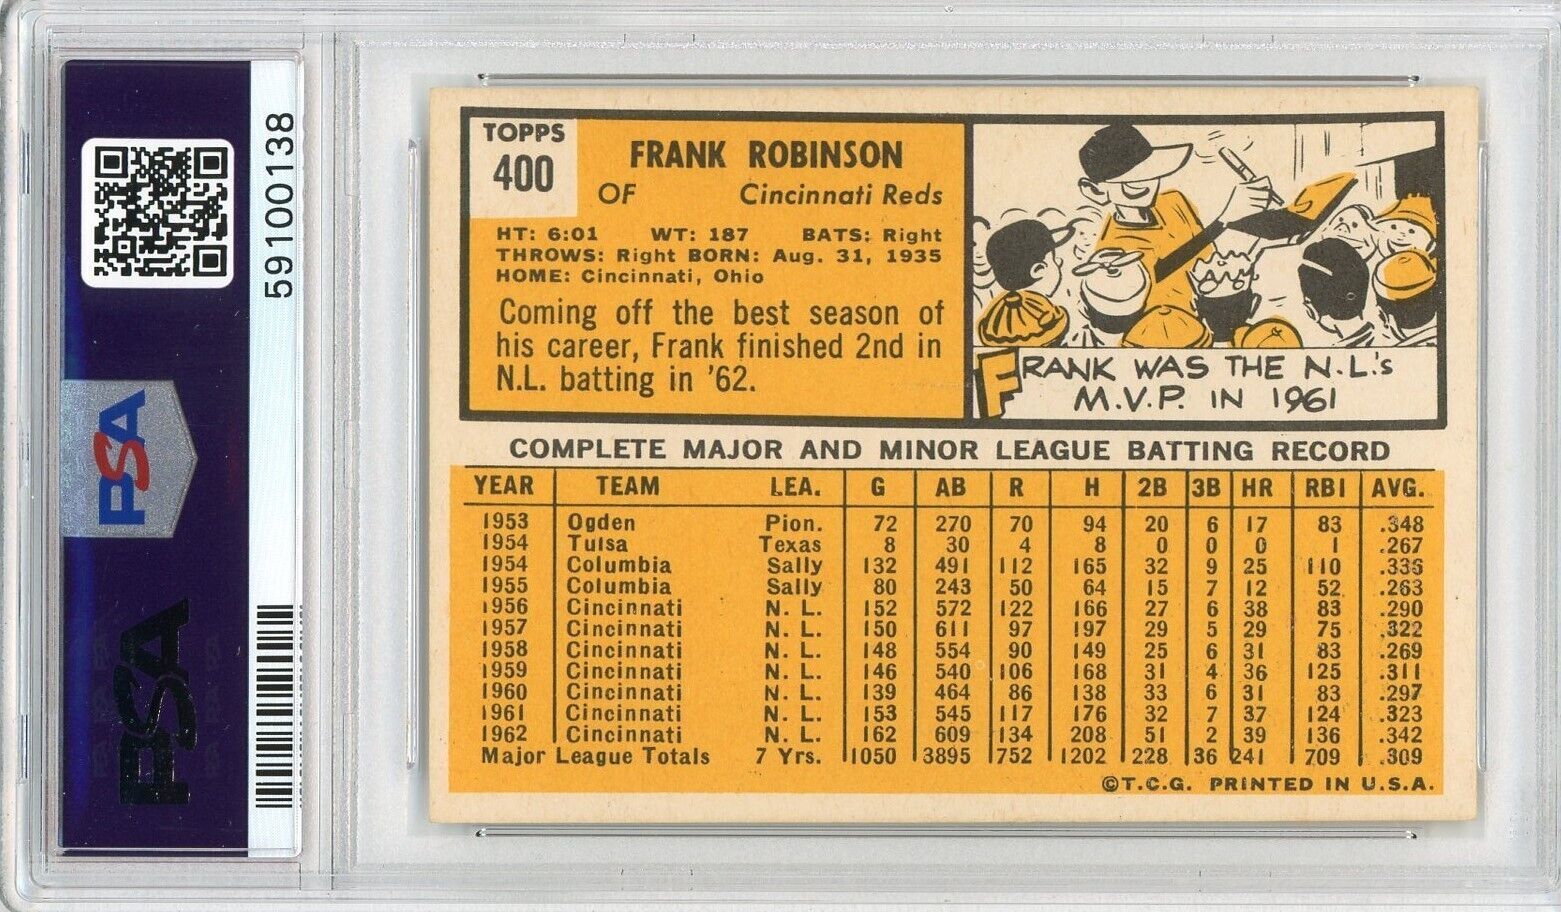 59100138
PSA
PSA
TOPPS
400
FRANK ROBINSON
OF Cincinnati Reds
HT: 6:01 WT: 187 BATS: Right
THROWS: Right BORN: Aug. 31, 1935
HOME: Cincinnati, Ohio
Coming off the best season of
his career, Frank finished 2nd in
N.L. batting in '62.
FRANK WAS THE N.L.'s
M.V.P. IN 1961
COMPLETE MAJOR AND MINOR LEAGUE BATTING RECORD
YEAR TEAM LEA. G AB R H 2B 3B HR RBI AVG.
1953 Ogden Pion. 72 270 70 94 20 6 17 83 .348
1954 Tulsa Texas 8 30 4 8 0 0 0 1 .267
1954 Columbia Sally 132 491 112 165 32 9 25 110 .336
1955 Columbia Sally 80 243 50 64 15 7 12 52 .263
1956 Cincinnati N. L. 152 572 122 166 27 6 38 83 .290
1957 Cincinnati N. L. 150 611 97 197 29 5 29 75 .322
1958 Cincinnati N. L. 148 554 90 149 25 6 31 83 .269
1959 Cincinnati N. L. 146 540 106 168 31 4 36 125 .311
1960 Cincinnati N. L. 139 464 86 138 33 6 31 83 .297
1961 Cincinnati N. L. 153 545 117 176 32 7 37 124 .323
1962 Cincinnati N. L. 162 609 134 208 51 2 39 136 .342
Major League Totals 7 Yrs. 1050 3895 752 1202 228 36 241 709 .309
©T.C.G. PRINTED IN U.S.A.